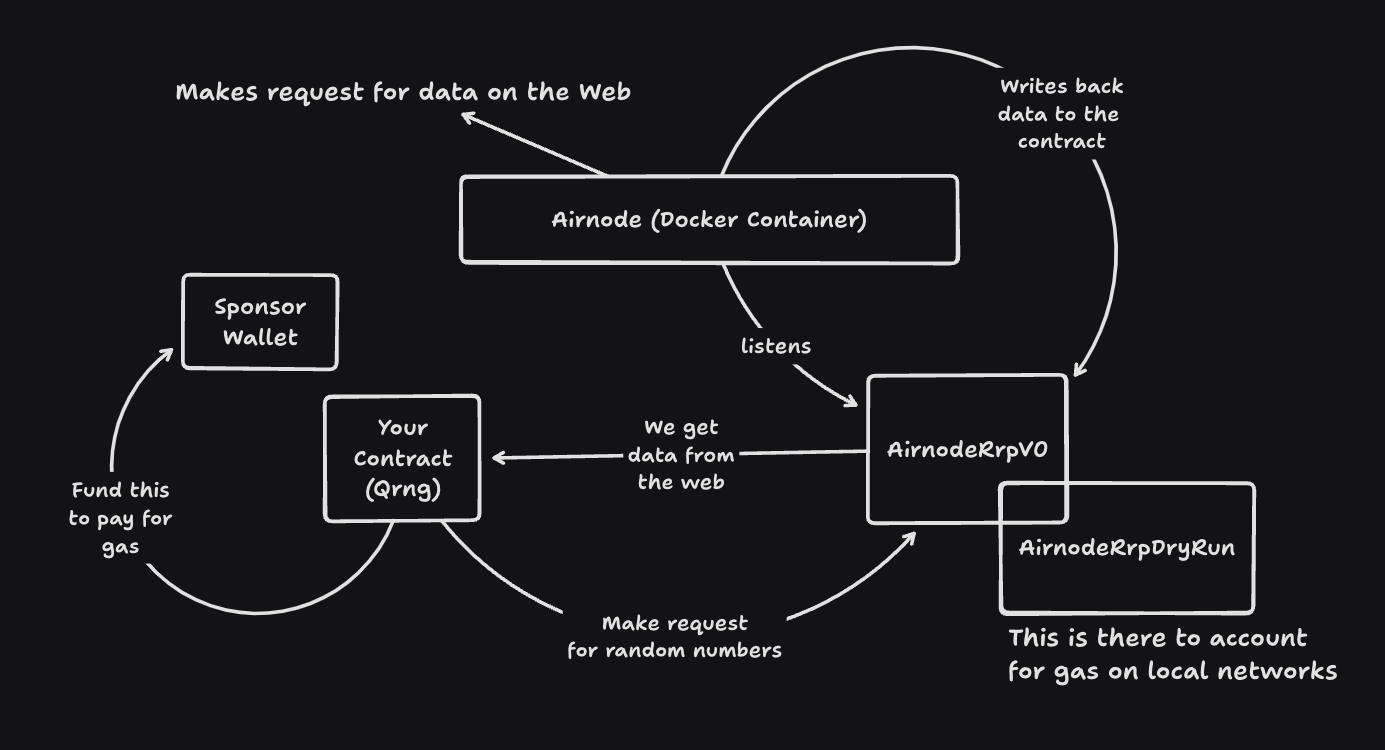 Makes request for data on the Web
Writes back
data to the
contract
Airnode (Docker Container)
Sponsor
Wallet
listens
Your
Contract
(Qrng)
We get
data from
the web
AirnodeRrpV0
Fund this
to pay for
gas
AirnodeRrpDryRun
Make request
for random numbers
This is there to account
for gas on local networks